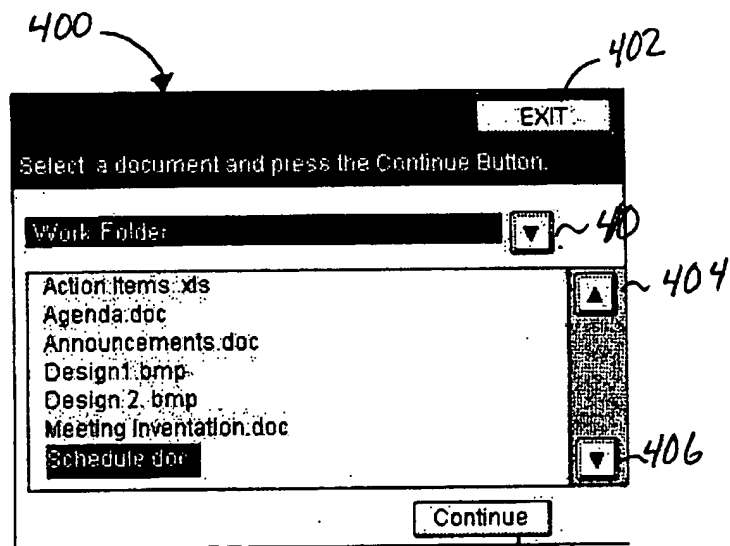 400
402
EXIT
Select a document and press the Continue Button.
Work Folder
40
Action Items.xls
404
Agenda.doc
Announcements.doc
Design1.bmp
Design 2. bmp
Meeting Inventation.doc
Schedule.doc
406
Continue